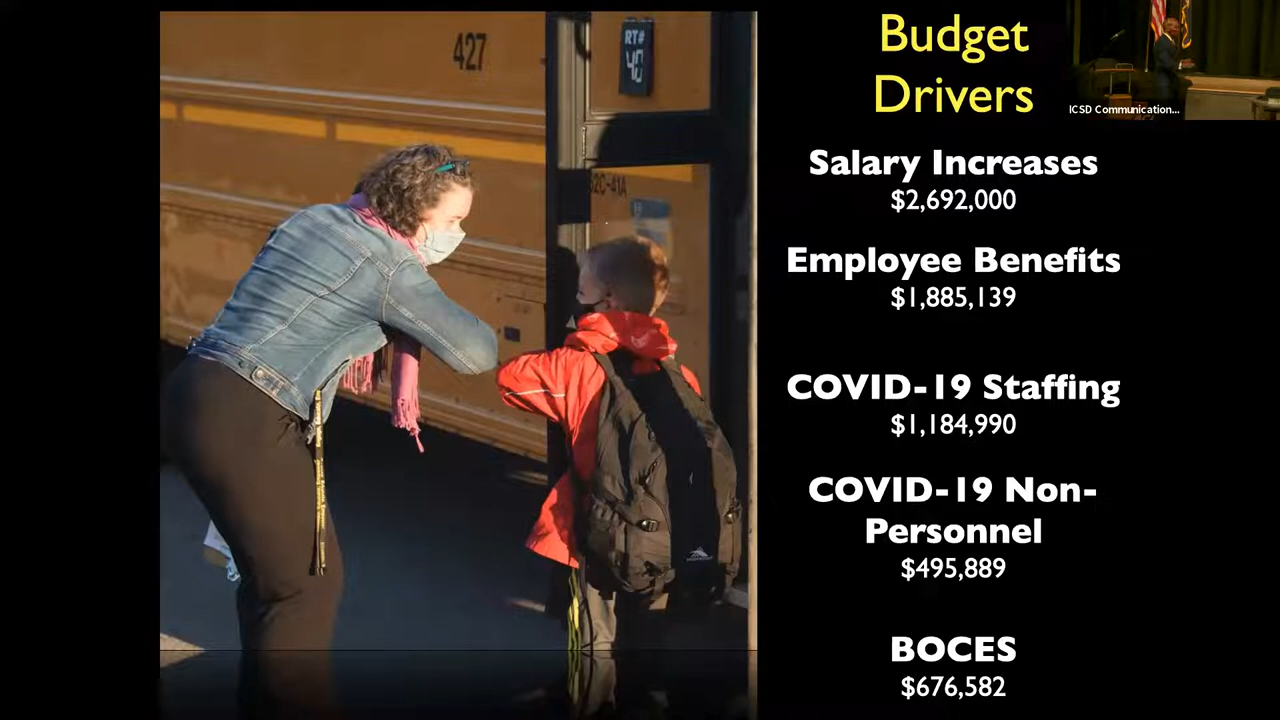 427
RT#
40
Budget
Drivers
ICSD Communication...
Salary Increases
$2,692,000
Employee Benefits
$1,885,139
COVID-19 Staffing
$1,184,990
COVID-19 Non-
Personnel
$495,889
BOCES
$676,582